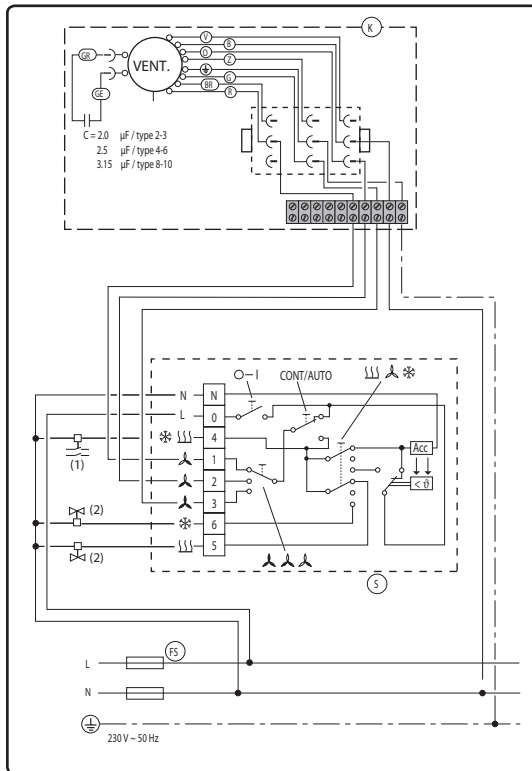 K
V
B
O
Z
G
BR
R
GR
GE
VENT.
C = 2.0 µF / type 2-3
2.5 µF / type 4-6
3.15 µF / type 8-10
N N
L 0
4
1
2
3
6
5
O – I
CONT/AUTO
(1)
(2)
(2)
Acc
< ϑ
S
L
FS
N
230 V ~ 50 Hz